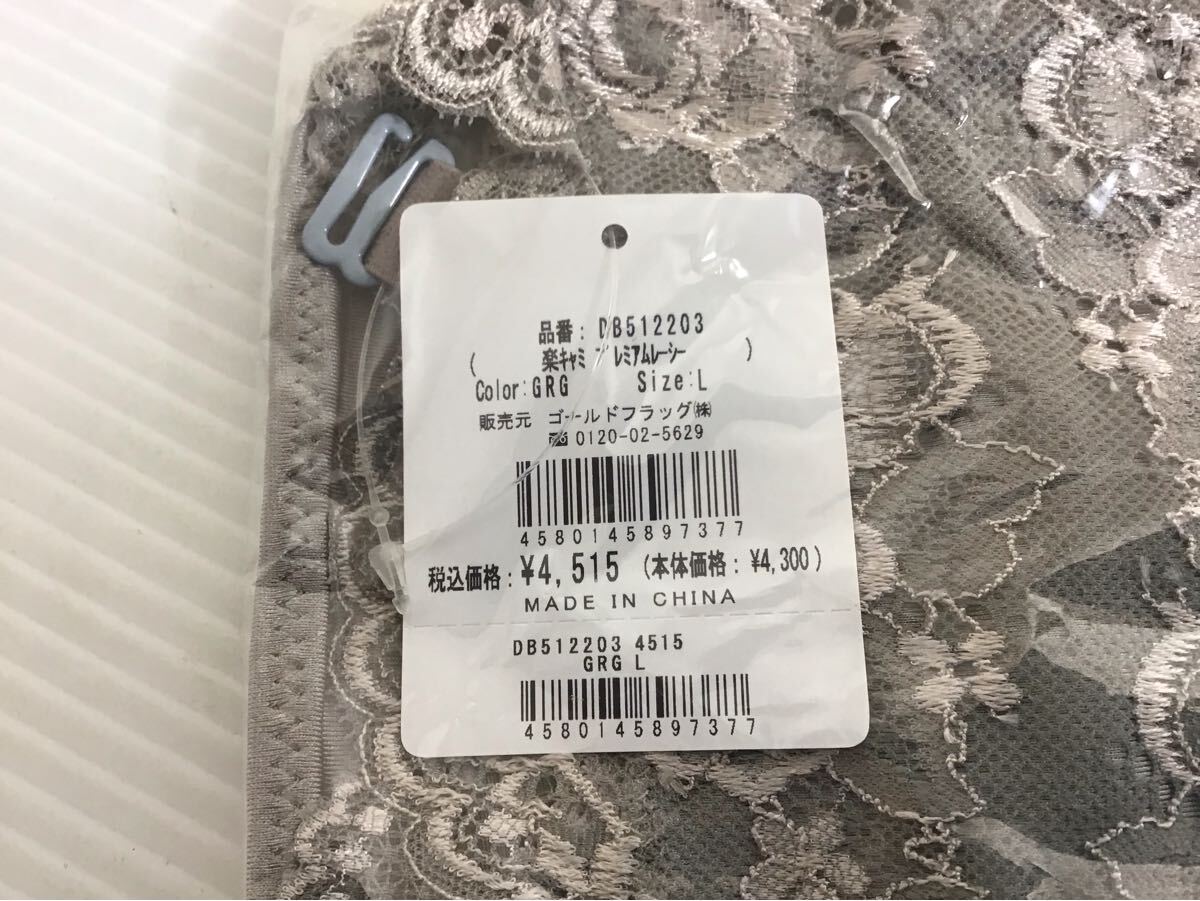 品番: DB512203
( 楽キャミ プレミアムレーシー )
Color:GRG Size:L
販売元 ゴールドフラッグ㈱
☎ 0120-02-5629
4580145897377
税込価格: ¥4,515 (本体価格: ¥4,300)
MADE IN CHINA
DB512203 4515
GRG L
4580145897377